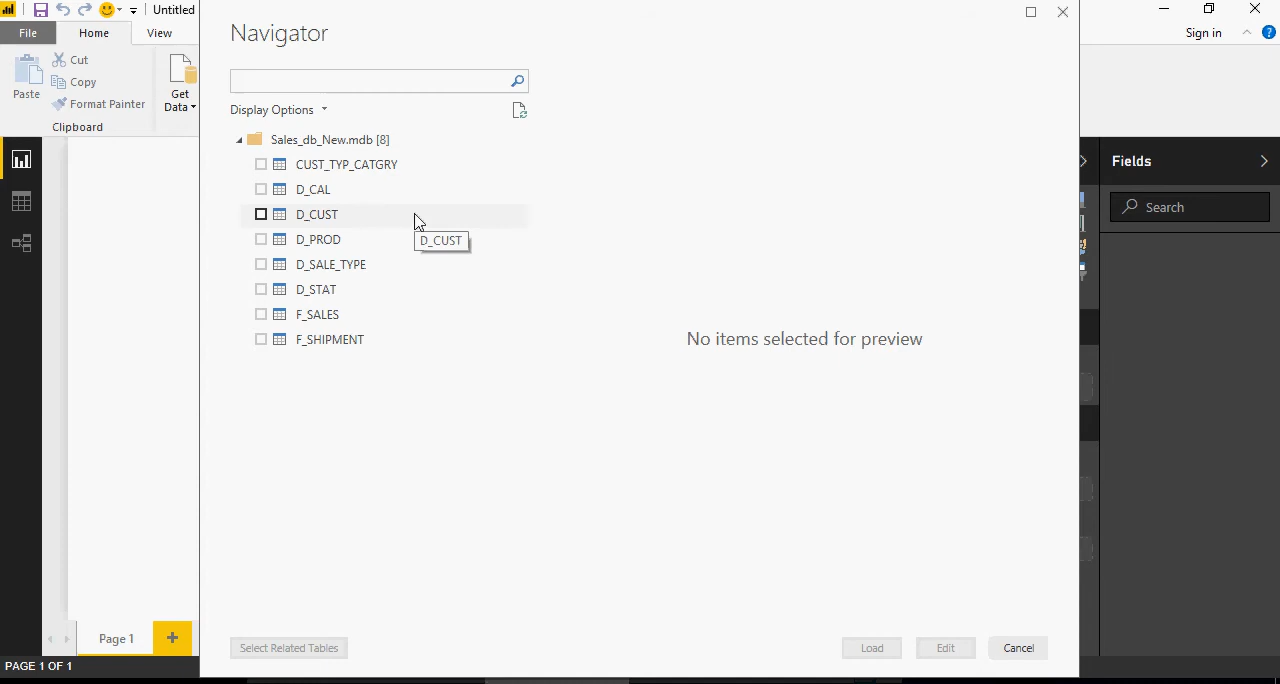 Untitled
File
Home
View
Sign in
Paste
Cut
Copy
Format Painter
Clipboard
Get
Data
Navigator
Display Options
Sales_db_New.mdb [8]
CUST_TYP_CATGRY
D_CAL
D_CUST
D_CUST
D_PROD
D_SALE_TYPE
D_STAT
F_SALES
F_SHIPMENT
No items selected for preview
Select Related Tables
Load
Edit
Cancel
Fields
Search
Page 1
PAGE 1 OF 1